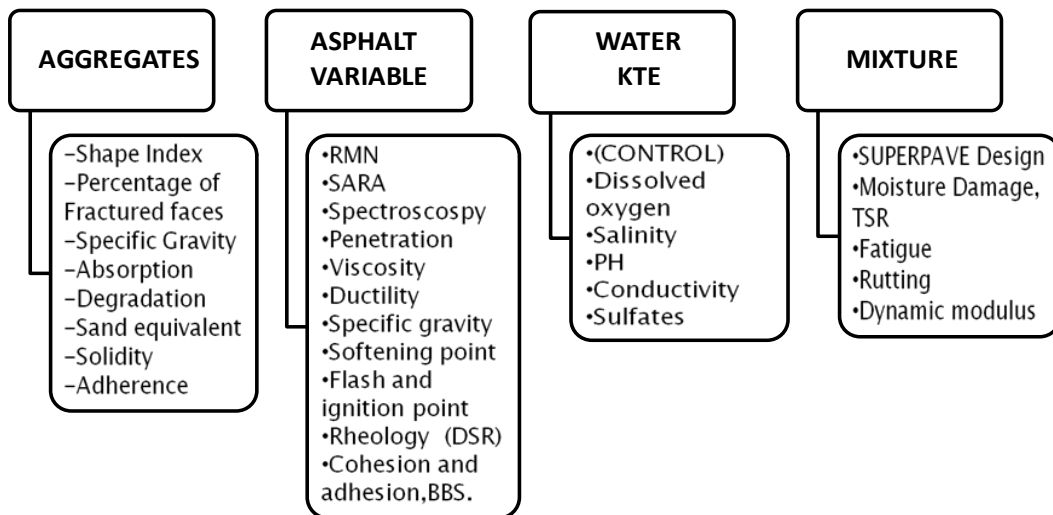 AGGREGATES
-Shape Index
-Percentage of
Fractured faces
-Specific Gravity
-Absorption
-Degradation
-Sand equivalent
-Solidity
-Adherence
ASPHALT
VARIABLE
•RMN
•SARA
•Spectroscospy
•Penetration
•Viscosity
•Ductility
•Specific gravity
•Softening point
•Flash and
ignition point
•Rheology (DSR)
•Cohesion and
adhesion,BBS.
WATER
KTE
•(CONTROL)
•Dissolved
oxygen
•Salinity
•PH
•Conductivity
•Sulfates
MIXTURE
•SUPERPAVE Design
•Moisture Damage,
TSR
•Fatigue
•Rutting
•Dynamic modulus